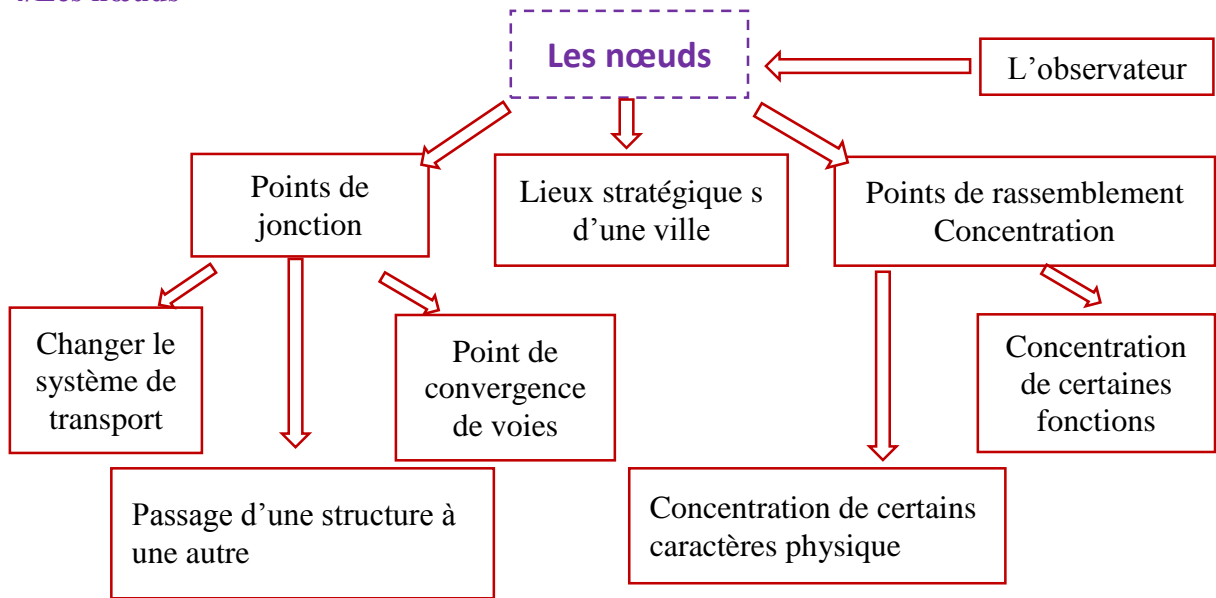 Les nœuds
Les nœuds
L’observateur
Points de
jonction
Lieux stratégique s
d’une ville
Points de rassemblement
Concentration
Changer le
système de
transport
Point de
convergence
de voies
Concentration
de certaines
fonctions
Passage d’une structure à
une autre
Concentration de certains
caractères physique